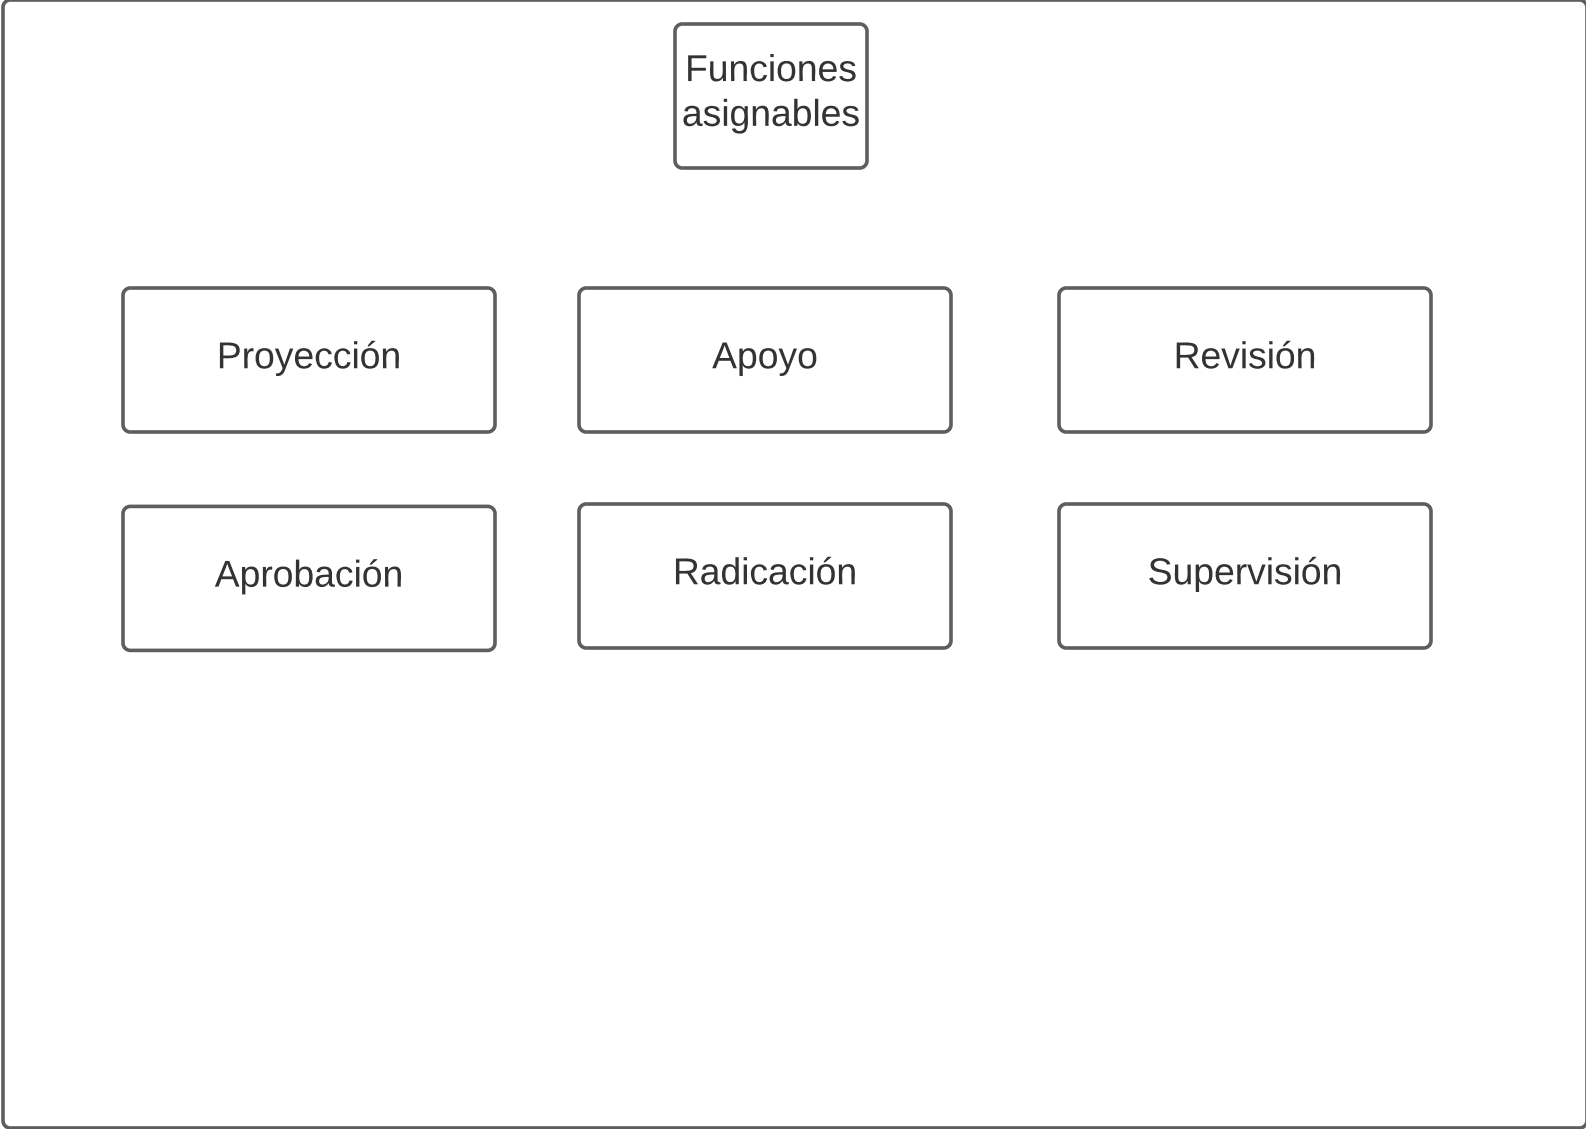 Funciones
asignables
Proyección
Apoyo
Revisión
Aprobación
Radicación
Supervisión